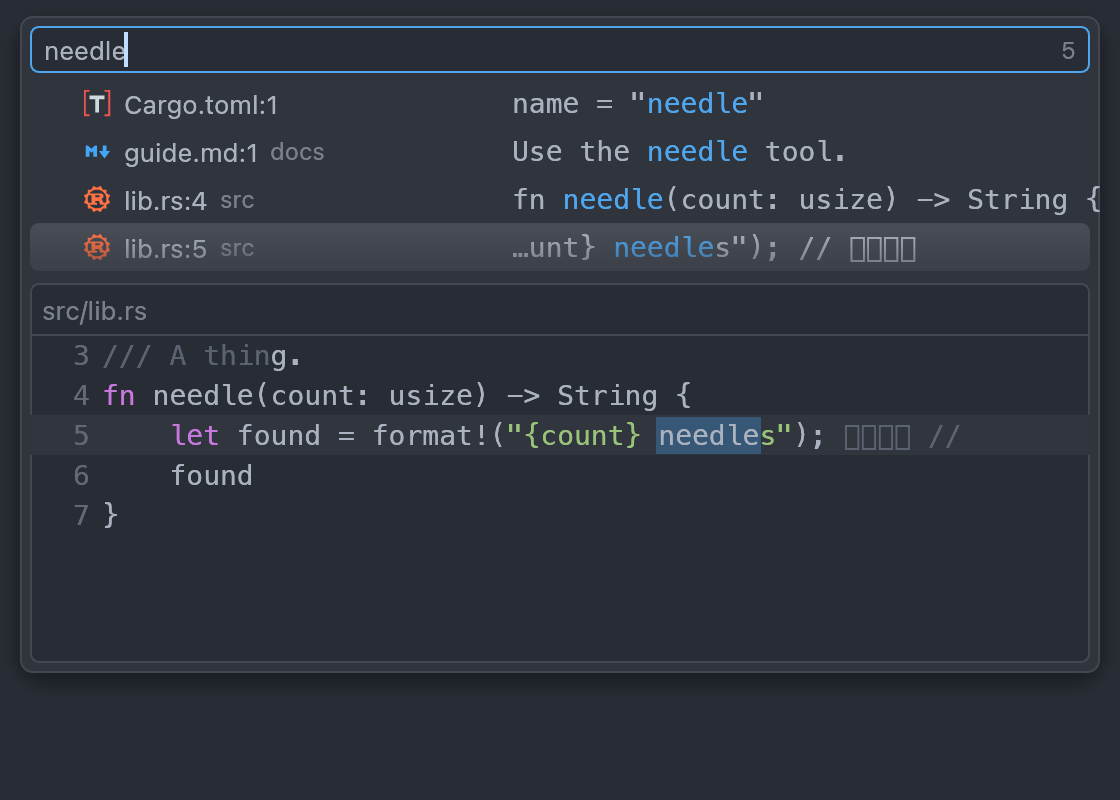 needle 5
Cargo.toml:1 name = "needle"
guide.md:1 docs Use the needle tool.
lib.rs:4 src fn needle(count: usize) -> String {
lib.rs:5 src …unt} needles"); //
src/lib.rs
3 /// A thing.
4 fn needle(count: usize) -> String {
5 let found = format!("{count} needles"); //
6 found
7 }